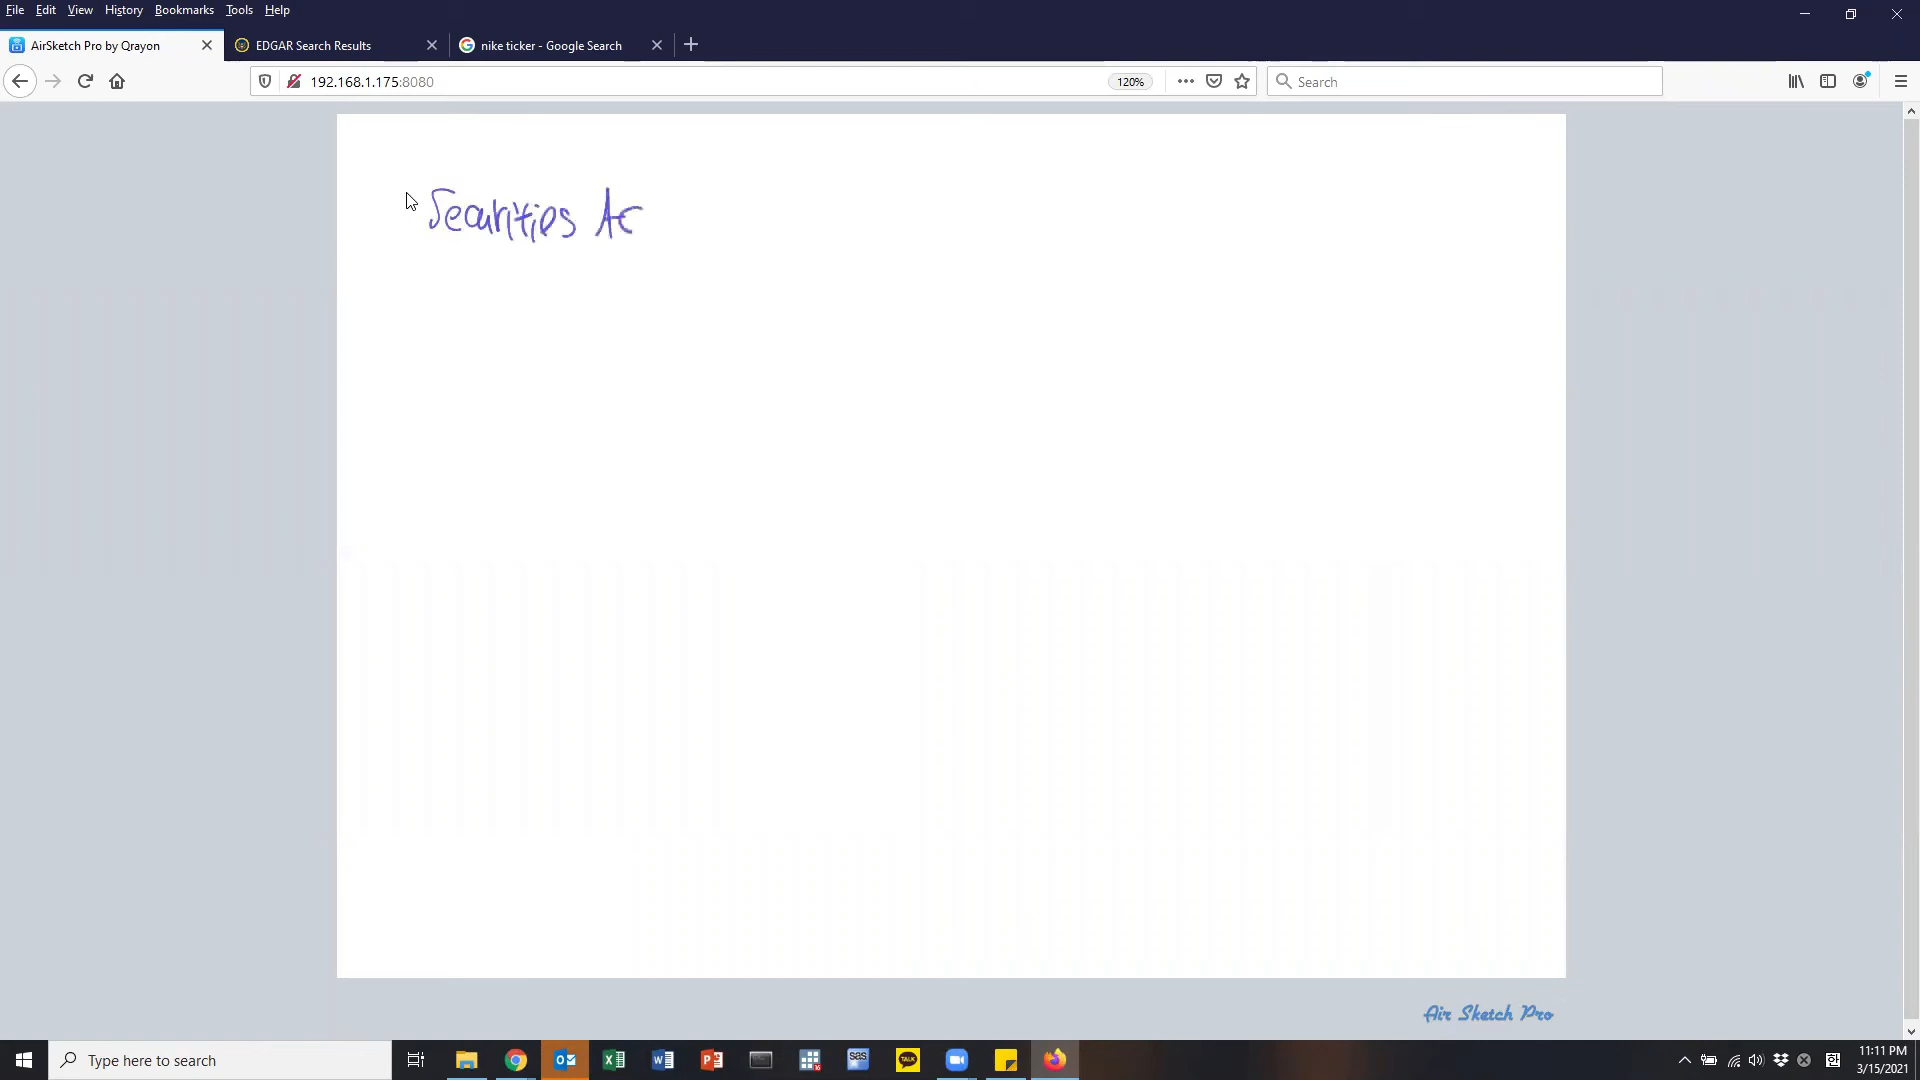 File Edit View History Bookmarks Tools Help
AirSketch Pro by Qrayon
EDGAR Search Results
nike ticker - Google Search
192.168.1.175:8080
120%
Search
Securities Ac
Air Sketch Pro
Type here to search
11:11 PM
3/15/2021